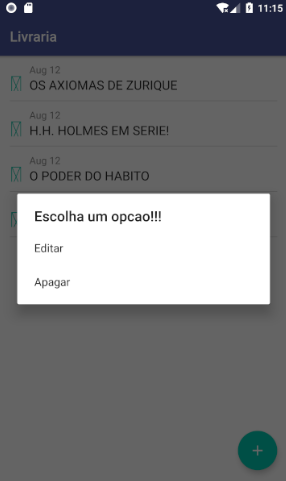 11:15
Livraria
Aug 12
OS AXIOMAS DE ZURIQUE
Aug 12
H.H. HOLMES EM SERIE!
Aug 12
O PODER DO HABITO
Escolha um opcao!!!
Editar
Apagar